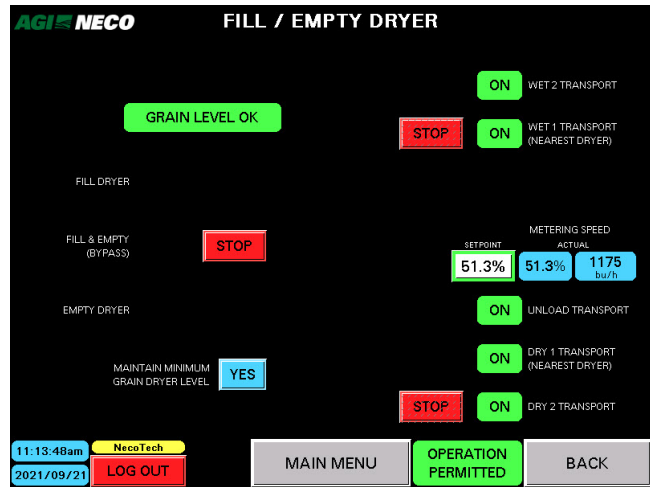 AGI NECO
FILL / EMPTY DRYER
ON WET 2 TRANSPORT
GRAIN LEVEL OK
STOP ON WET 1 TRANSPORT
(NEAREST DRYER)
FILL DRYER
FILL & EMPTY
(BYPASS)
STOP
METERING SPEED
SETPOINT ACTUAL
51.3% 51.3% 1175
bu/h
EMPTY DRYER
ON UNLOAD TRANSPORT
MAINTAIN MINIMUM
GRAIN DRYER LEVEL
YES
ON DRY 1 TRANSPORT
(NEAREST DRYER)
STOP ON DRY 2 TRANSPORT
11:13:48am NecoTech
2021/09/21 LOG OUT
MAIN MENU
OPERATION
PERMITTED
BACK